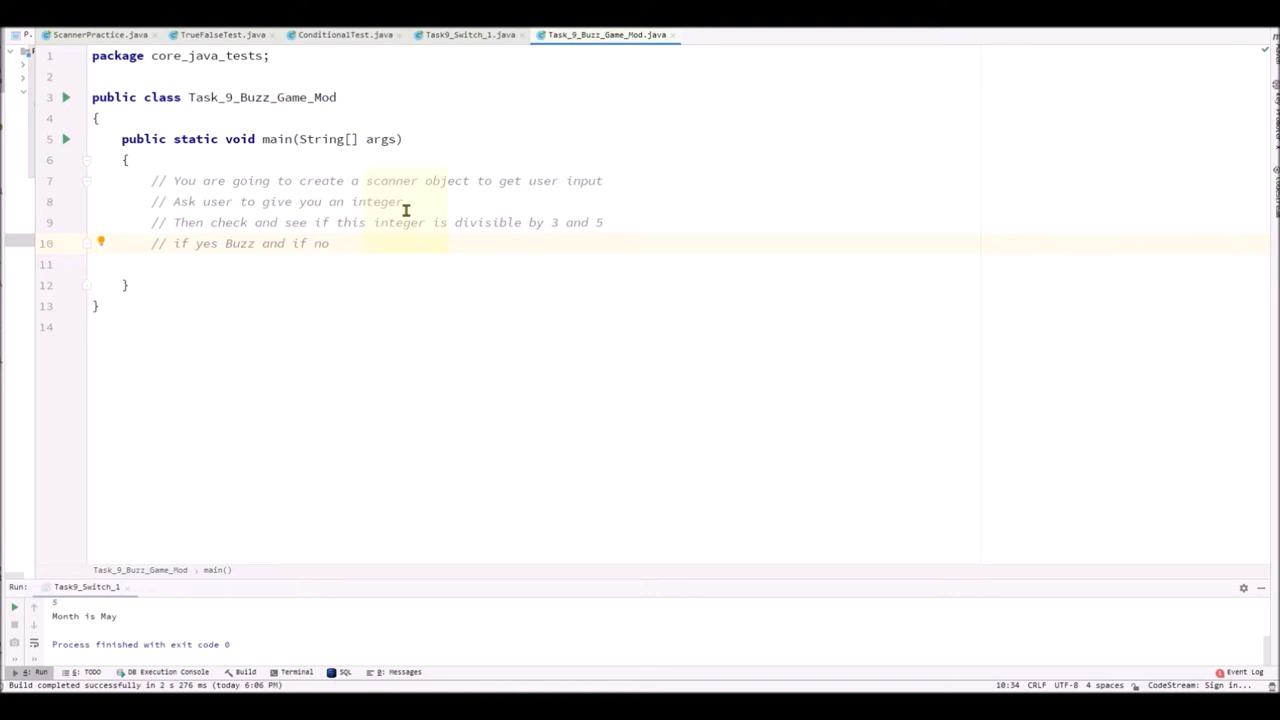 P.
ScannerPractice.java
TrueFalseTest.java
ConditionalTest.java
Task9_Switch_1.java
Task_9_Buzz_Game_Mod.java
1 package core_java_tests;
2
3 public class Task_9_Buzz_Game_Mod
4 {
5 public static void main(String[] args)
6 {
7 // You are going to create a scanner object to get user input
8 // Ask user to give you an integer
9 // Then check and see if this integer is divisible by 3 and 5
10 // if yes Buzz and if no
11
12 }
13 }
14
Task_9_Buzz_Game_Mod › main()
Run: Task9_Switch_1
5
Month is May
Process finished with exit code 0
4: Run 6: TODO DB Execution Console Build Terminal SQL 0: Messages Event Log
Build completed successfully in 2 s 276 ms (today 6:06 PM) 10:34 CRLF UTF-8 4 spaces CodeStream: Sign in...